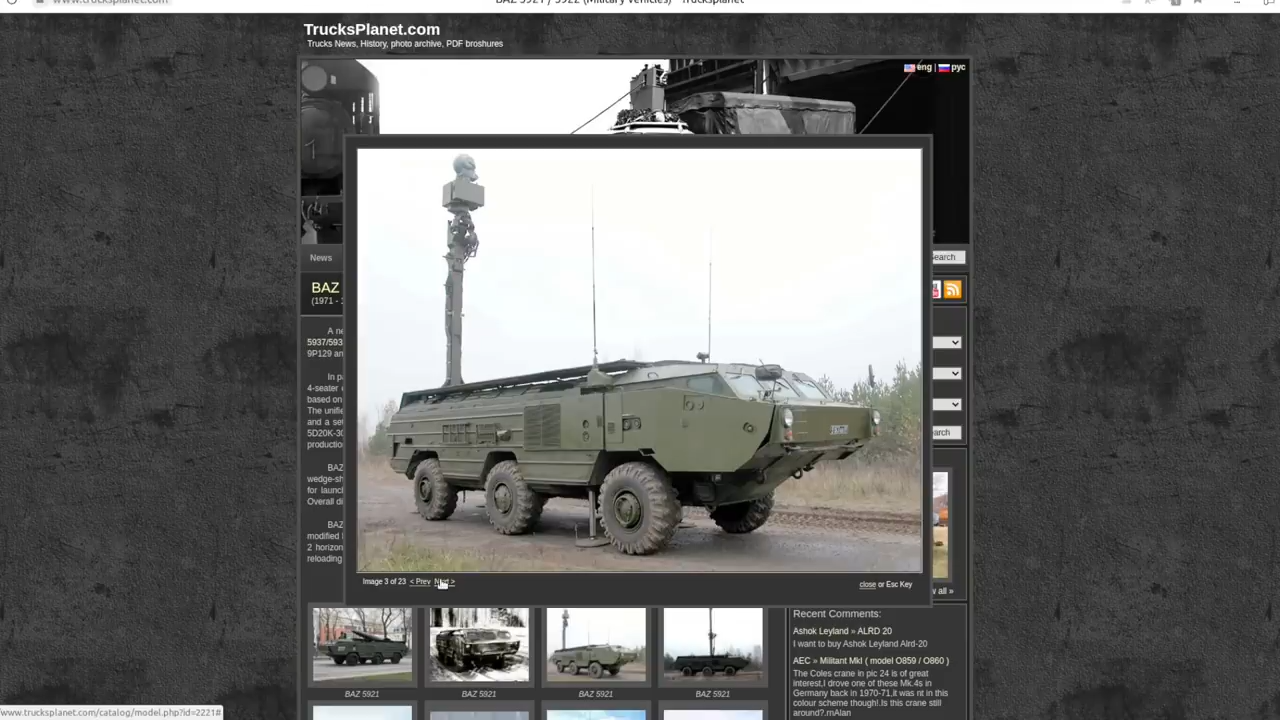 www.trucksplanet.com
BAZ 5921 / 5922 (Military vehicles) - Trucksplanet
TrucksPlanet.com
Trucks News, History, photo archive, PDF broshures
eng | рус
News
Search
BAZ
(1971 -
A ne
5937/593
9P129 an
In p
4-seater
based on
The unifie
and a se
5D20K-30
productio
BAZ
wedge-sh
for launc
Overall di
BAZ
modified
2 horizon
reloading
arch
w all »
Image 3 of 23 < Prev Next >
close or Esc Key
BAZ 5921
BAZ 5921
BAZ 5921
BAZ 5921
Recent Comments:
Ashok Leyland » ALRD 20
I want to buy Ashok Leyland Alrd-20
AEC » Militant MkI ( model O859 / O860 )
The Coles crane in pic 24 is of great
interest,I drove one of these Mk.4s in
Germany back in 1970-71,it was nt in this
colour scheme though!.Is this crane still
around?.rnAlan
www.trucksplanet.com/catalog/model.php?id=2221#